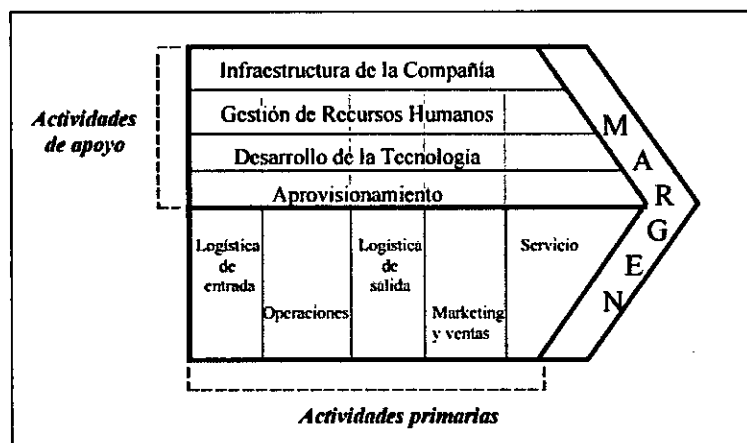 Infraestructura de la Compañía
Gestión de Recursos Humanos
Actividades
de apoyo
Desarrollo de la Tecnología
Aprovisionamiento
MARGEN
Logística
de
entrada
Operaciones
Logística
de
salida
Marketing
y ventas
Servicio
Actividades primarias